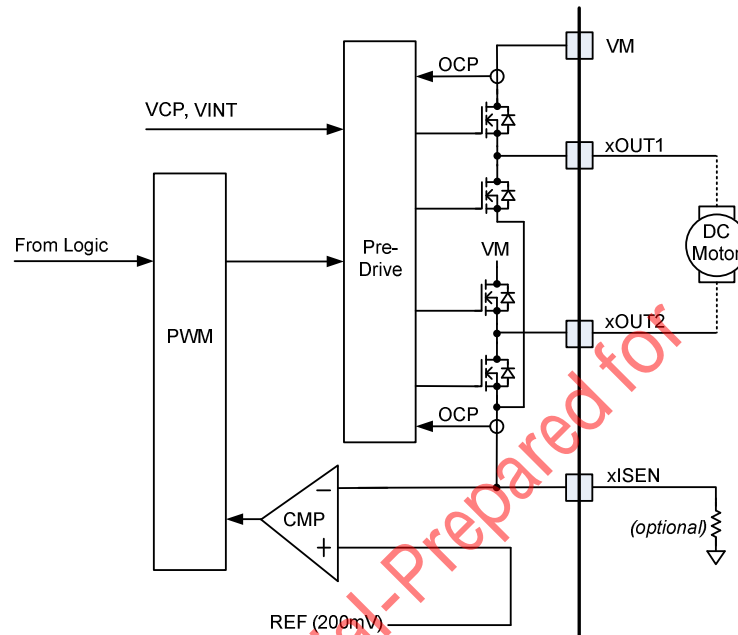 OCP
VM
VCP, VINT
xOUT1
From Logic
Pre-
Drive
VM
DC
Motor
PWM
xOUT2
OCP
xISEN
CMP
(optional)
REF (200mV)
ial-Prepared for